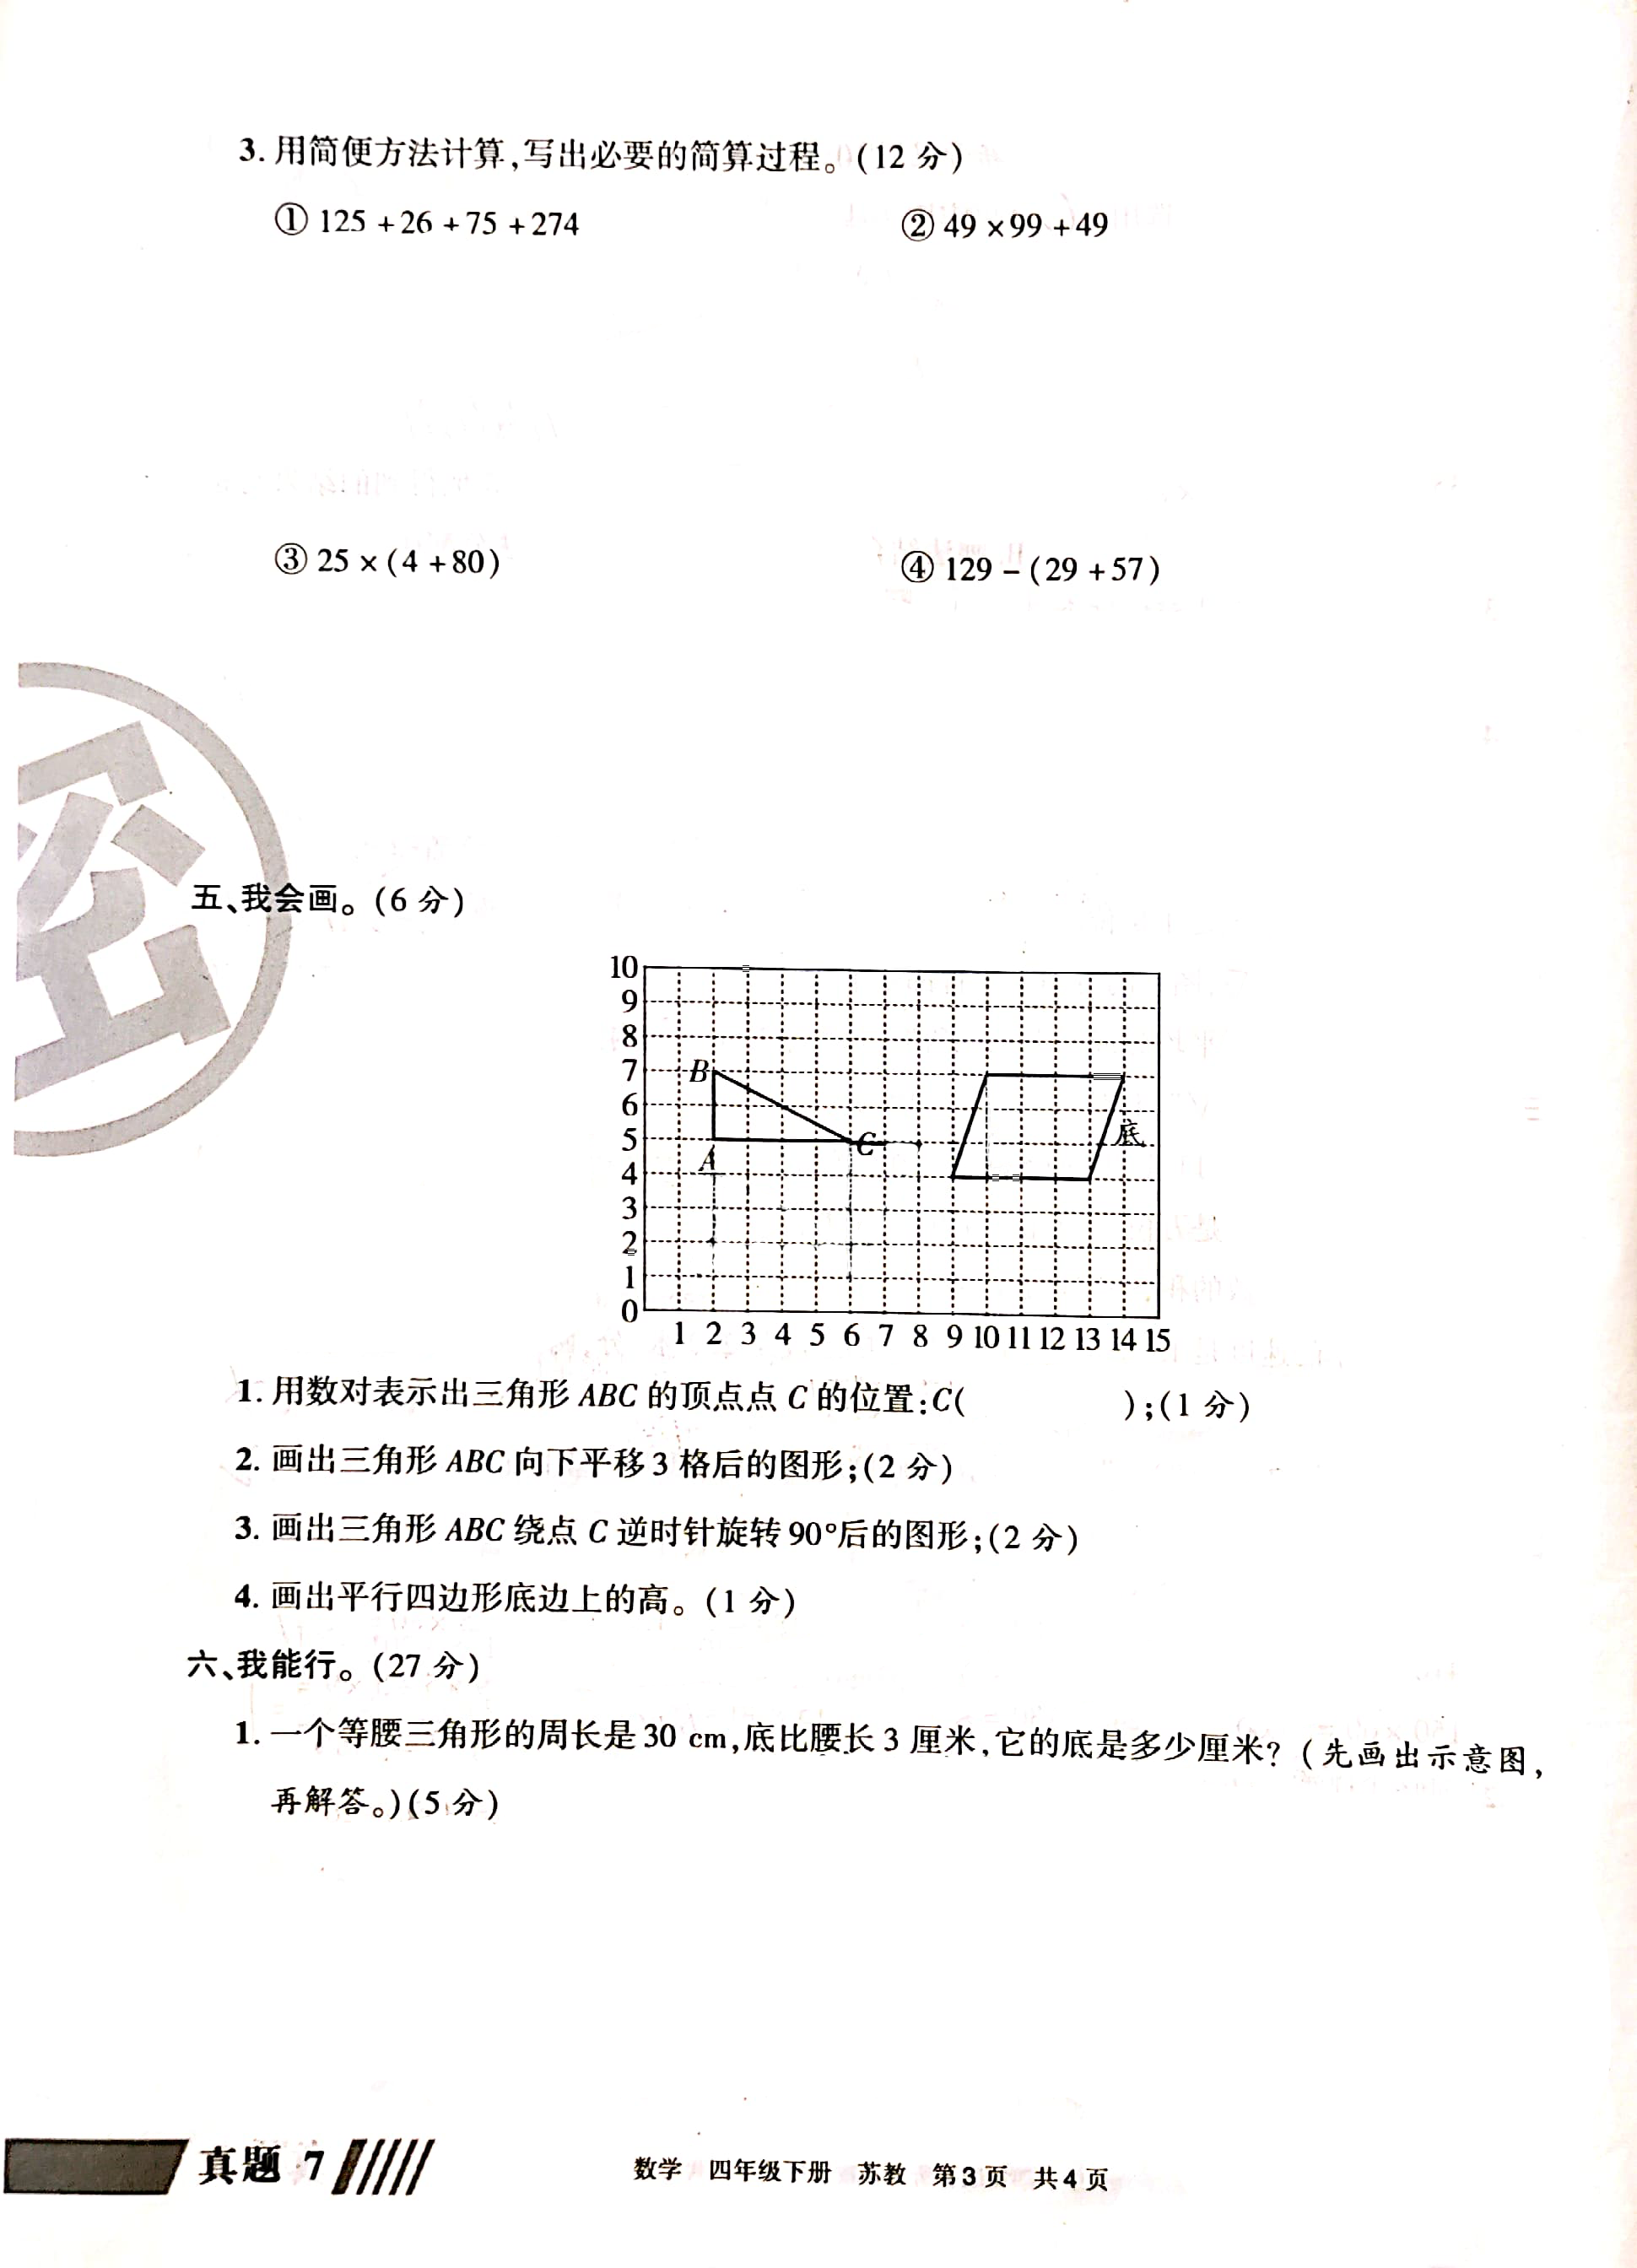 3. 用简便方法计算,写出必要的简算过程。(12 分)
① 125 + 26 + 75 + 274 ② 49 × 99 + 49
③ 25 × (4 + 80) ④ 129 - (29 + 57)
密
五、我会画。(6 分)
10
9
8
7
6
5
4
3
2
1
0
B
A
C
底
1 2 3 4 5 6 7 8 9 10 11 12 13 14 15
1. 用数对表示出三角形 ABC 的顶点点 C 的位置:C( );(1 分)
2. 画出三角形 ABC 向下平移 3 格后的图形;(2 分)
3. 画出三角形 ABC 绕点 C 逆时针旋转 90°后的图形;(2 分)
4. 画出平行四边形底边上的高。(1 分)
六、我能行。(27 分)
1. 一个等腰三角形的周长是 30 cm,底比腰长 3 厘米,它的底是多少厘米? (先画出示意图,
再解答。)(5 分)
真题 7 数学 四年级下册 苏教 第 3 页 共 4 页